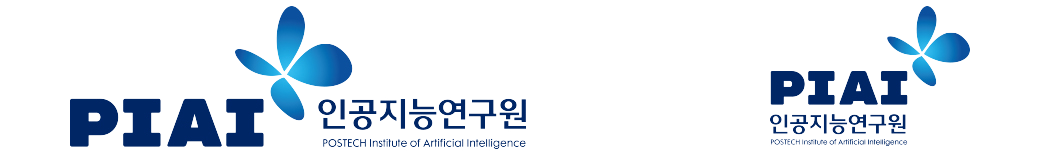 PIAI 인공지능연구원
POSTECH Institute of Artificial Intelligence
PIAI
인공지능연구원
POSTECH Institute of Artificial Intelligence